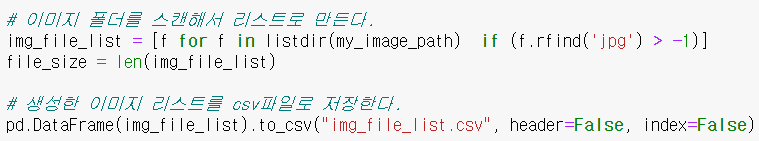 # 이미지 폴더를 스캔해서 리스트로 만든다.
img_file_list = [f for f in listdir(my_image_path)  if (f.rfind('jpg') > -1)]
file_size = len(img_file_list)
# 생성한 이미지 리스트를 csv파일로 저장한다.
pd.DataFrame(img_file_list).to_csv("img_file_list.csv", header=False, index=False)